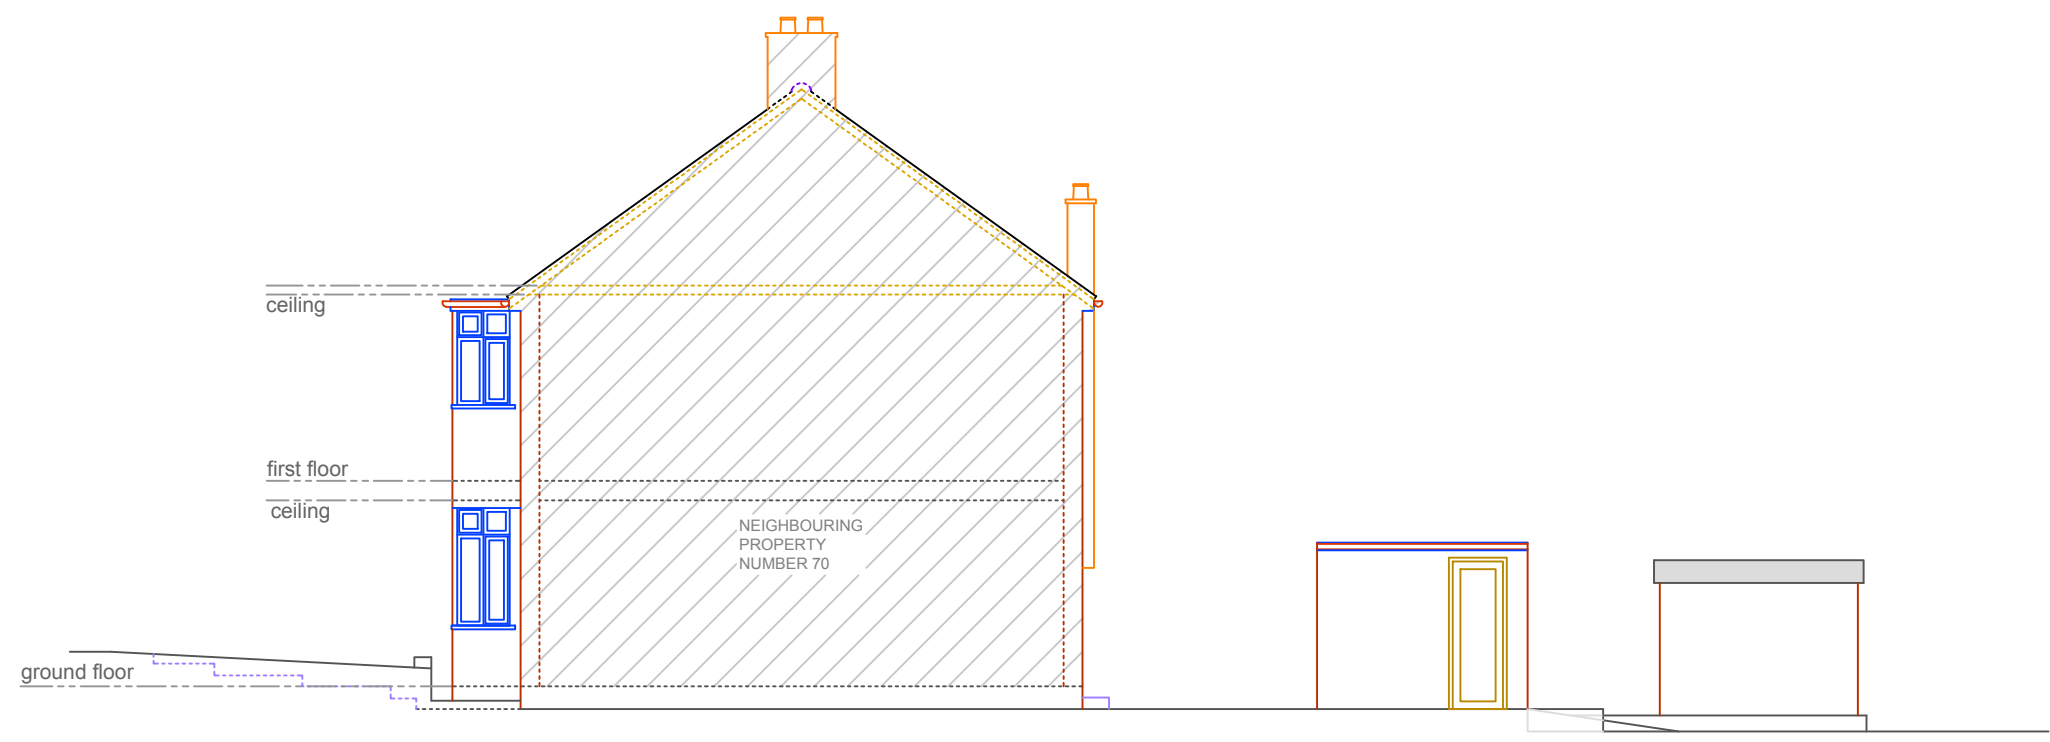 ceiling
first floor
ceiling
NEIGHBOURING
PROPERTY
NUMBER 70
ground floor